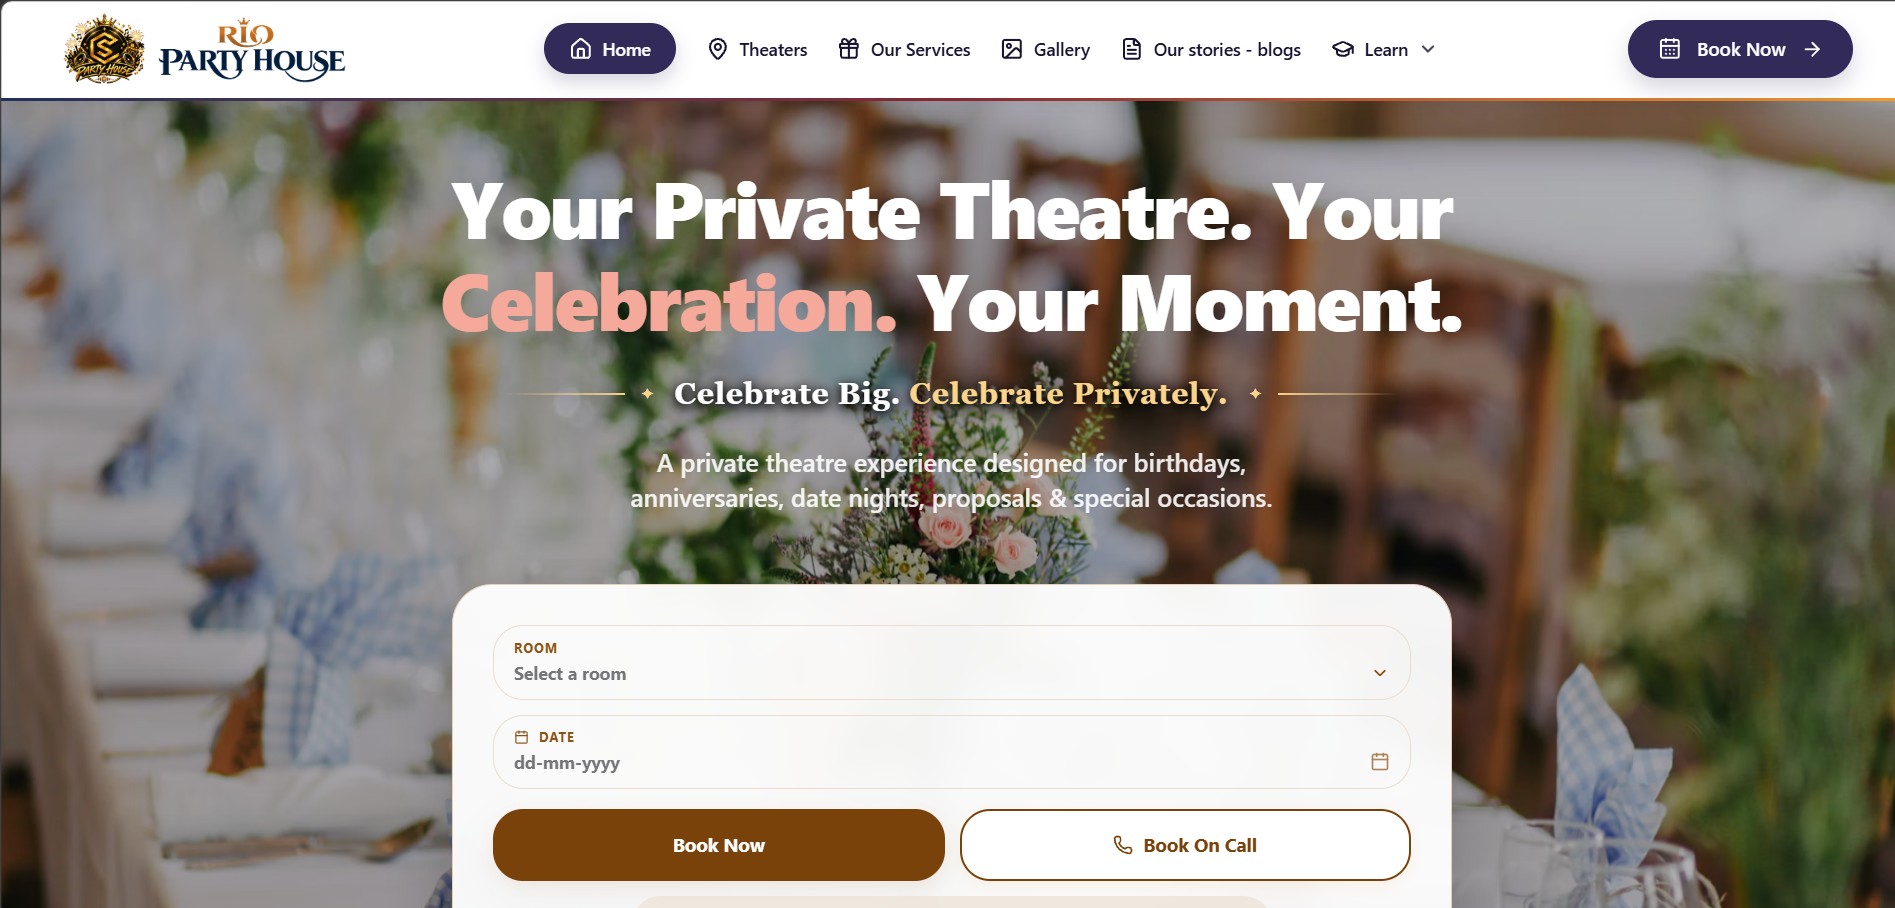 PARTY HOUSE
RIO
PARTY HOUSE
Home
Theaters
Our Services
Gallery
Our stories - blogs
Learn
Book Now
Your Private Theatre. Your
Celebration. Your Moment.
Celebrate Big. Celebrate Privately.
A private theatre experience designed for birthdays,
anniversaries, date nights, proposals & special occasions.
ROOM
Select a room
DATE
dd-mm-yyyy
Book Now
Book On Call